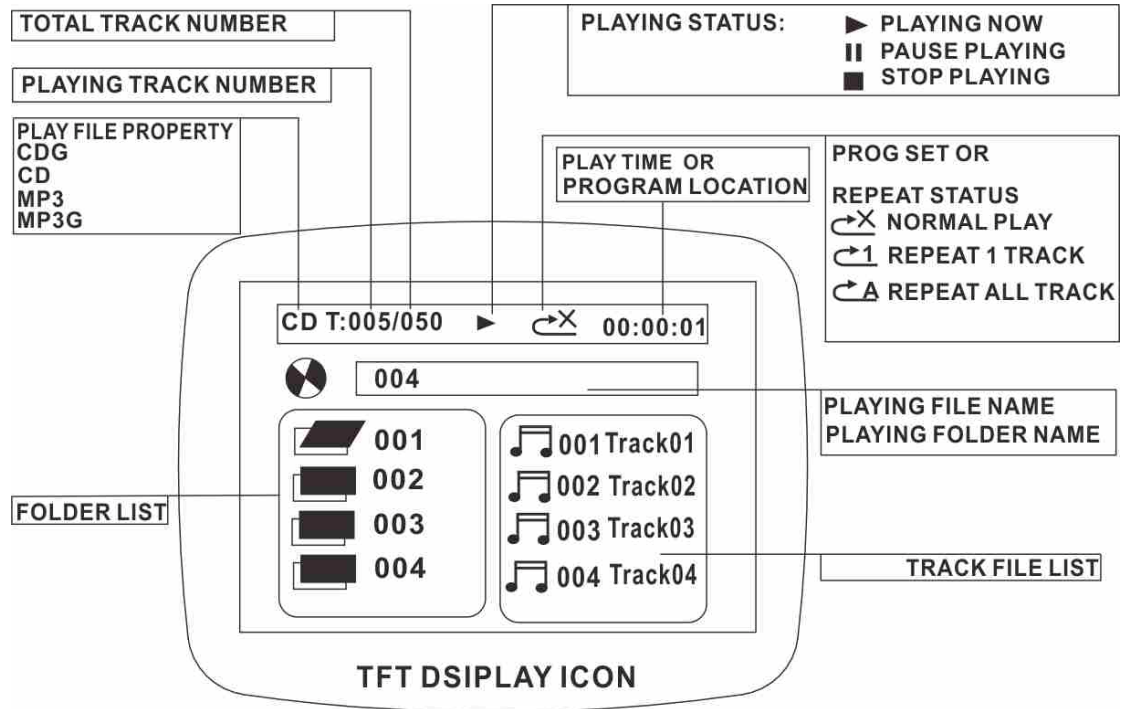 TOTAL TRACK NUMBER
PLAYING TRACK NUMBER
PLAY FILE PROPERTY
CDG
CD
MP3
MP3G
PLAYING STATUS: ▶ PLAYING NOW
PAUSE PLAYING
STOP PLAYING
PLAY TIME OR
PROGRAM LOCATION
PROG SET OR
REPEAT STATUS
X NORMAL PLAY
1 REPEAT 1 TRACK
A REPEAT ALL TRACK
CD T:005/050 ▶ X 00:00:01
004
PLAYING FILE NAME
PLAYING FOLDER NAME
FOLDER LIST
001
002
003
004
001 Track01
002 Track02
003 Track03
004 Track04
TRACK FILE LIST
TFT DSIPLAY ICON